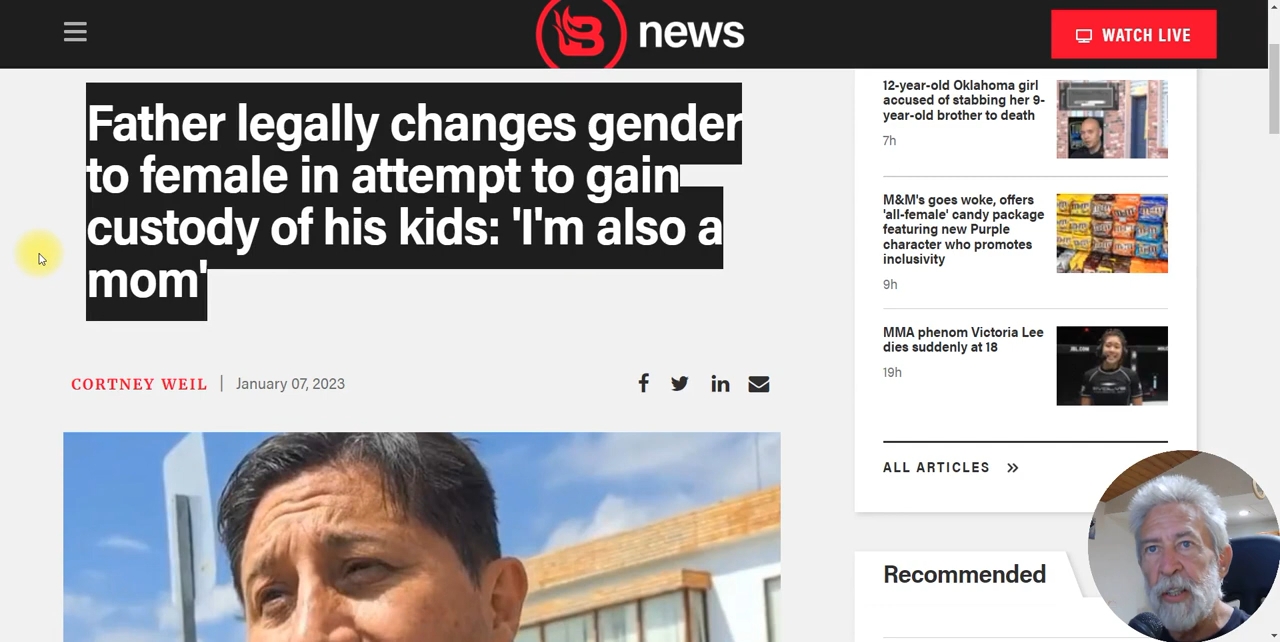 news
WATCH LIVE
Father legally changes gender
to female in attempt to gain
custody of his kids: 'I'm also a
mom'
CORTNEY WEIL | January 07, 2023
12-year-old Oklahoma girl
accused of stabbing her 9-
year-old brother to death
7h
M&M's goes woke, offers
'all-female' candy package
featuring new Purple
character who promotes
inclusivity
9h
MMA phenom Victoria Lee
dies suddenly at 18
19h
ALL ARTICLES »
Recommended